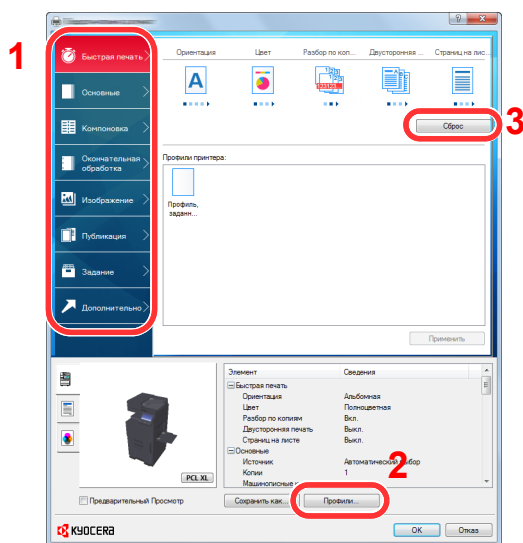 1
Быстрая печать
Основные
Компоновка
Окончательная
обработка
Изображение
Публикация
Задание
Дополнительно
Ориентация Цвет Разбор по коп... Двусторонняя ... Страниц на лис...
A
Сброс
3
Профили принтера:
Профиль,
заданн...
Применить
Элемент Сведения
Быстрая печать
Ориентация Альбомная
Цвет Полноцветная
Разбор по копиям Вкл.
Двусторонняя печать Выкл.
Страниц на листе Выкл.
Основные
Источник Автоматический выбор
Копии 1
Машинописные
2
PCL XL
Предварительный Просмотр
Сохранить как... Профили...
KYOCERA
OK Отказ